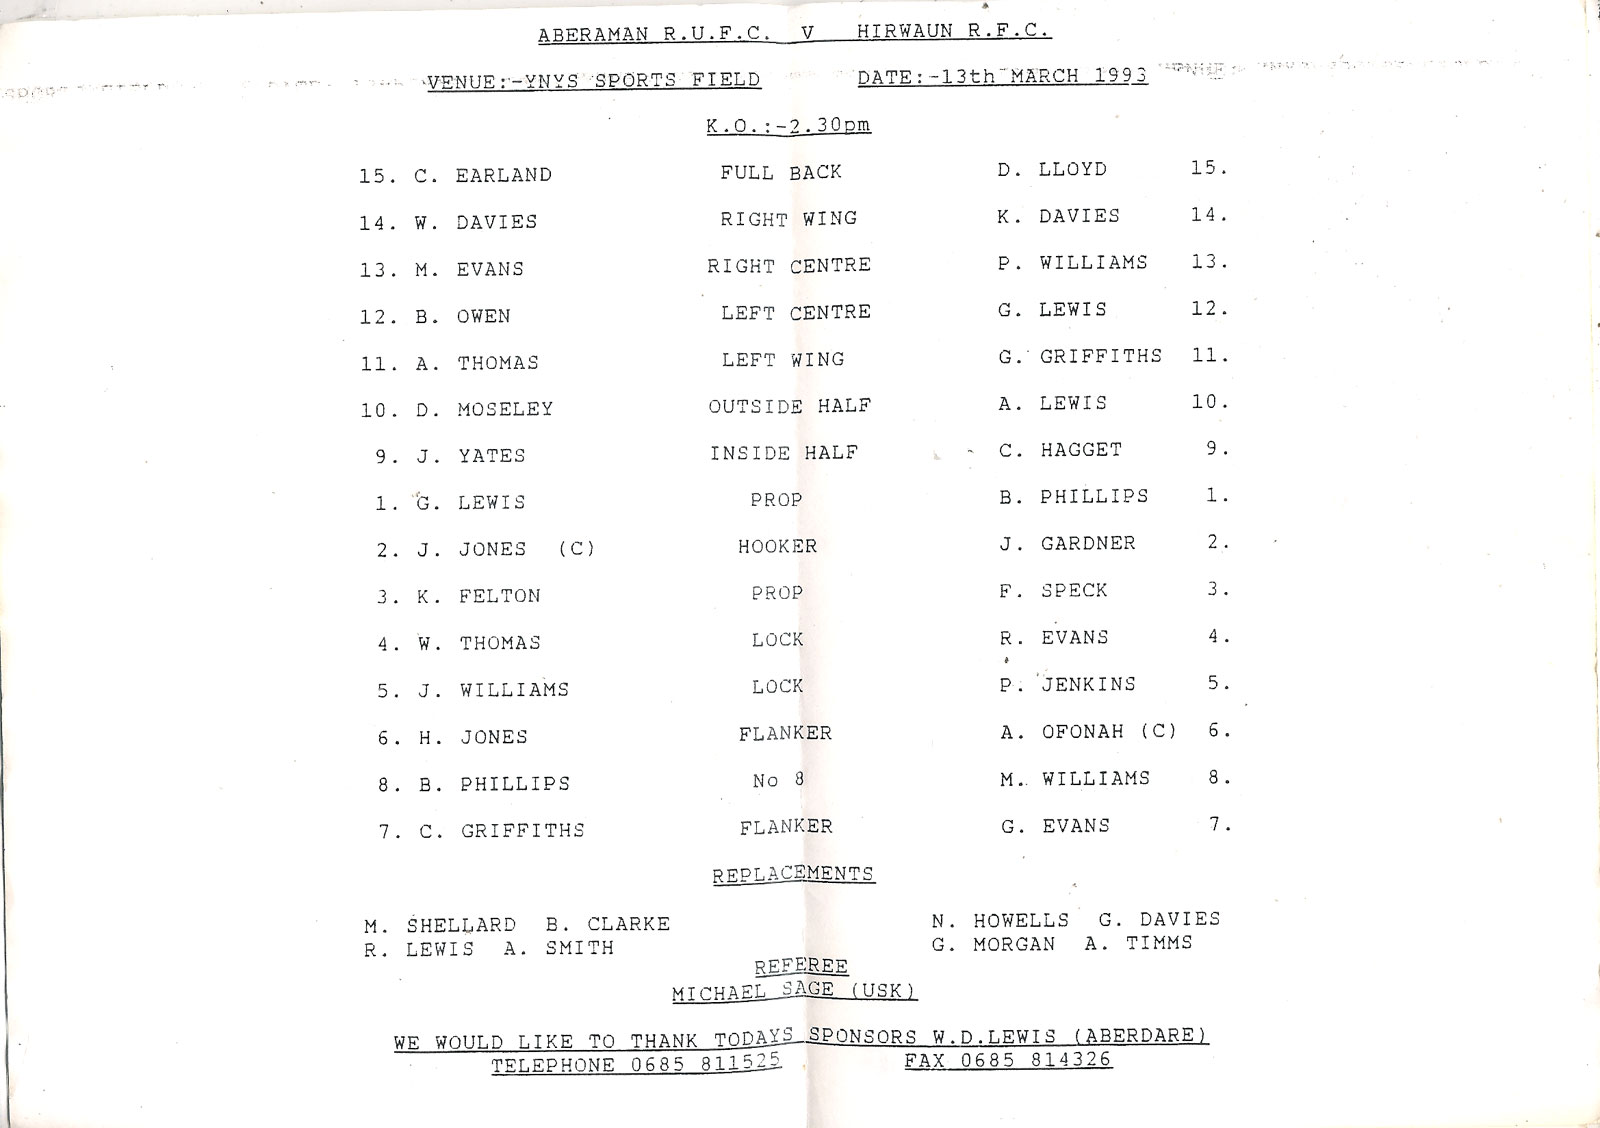 ABERAMAN R.U.F.C. V HIRWAUN R.F.C.
VENUE:-YNYS SPORTS FIELD DATE:-13th MARCH 1993
K.O.:-2.30pm
15. C. EARLAND FULL BACK D. LLOYD 15.
14. W. DAVIES RIGHT WING K. DAVIES 14.
13. M. EVANS RIGHT CENTRE P. WILLIAMS 13.
12. B. OWEN LEFT CENTRE G. LEWIS 12.
11. A. THOMAS LEFT WING G. GRIFFITHS 11.
10. D. MOSELEY OUTSIDE HALF A. LEWIS 10.
9. J. YATES INSIDE HALF C. HAGGET 9.
1. G. LEWIS PROP B. PHILLIPS 1.
2. J. JONES (C) HOOKER J. GARDNER 2.
3. K. FELTON PROP F. SPECK 3.
4. W. THOMAS LOCK R. EVANS 4.
5. J. WILLIAMS LOCK P. JENKINS 5.
6. H. JONES FLANKER A. OFONAH (C) 6.
8. B. PHILLIPS No 8 M. WILLIAMS 8.
7. C. GRIFFITHS FLANKER G. EVANS 7.
REPLACEMENTS
M. SHELLARD B. CLARKE N. HOWELLS G. DAVIES
R. LEWIS A. SMITH G. MORGAN A. TIMMS
REFEREE
MICHAEL SAGE (USK)
WE WOULD LIKE TO THANK TODAYS SPONSORS W.D.LEWIS (ABERDARE)
TELEPHONE 0685 811525 FAX 0685 814326